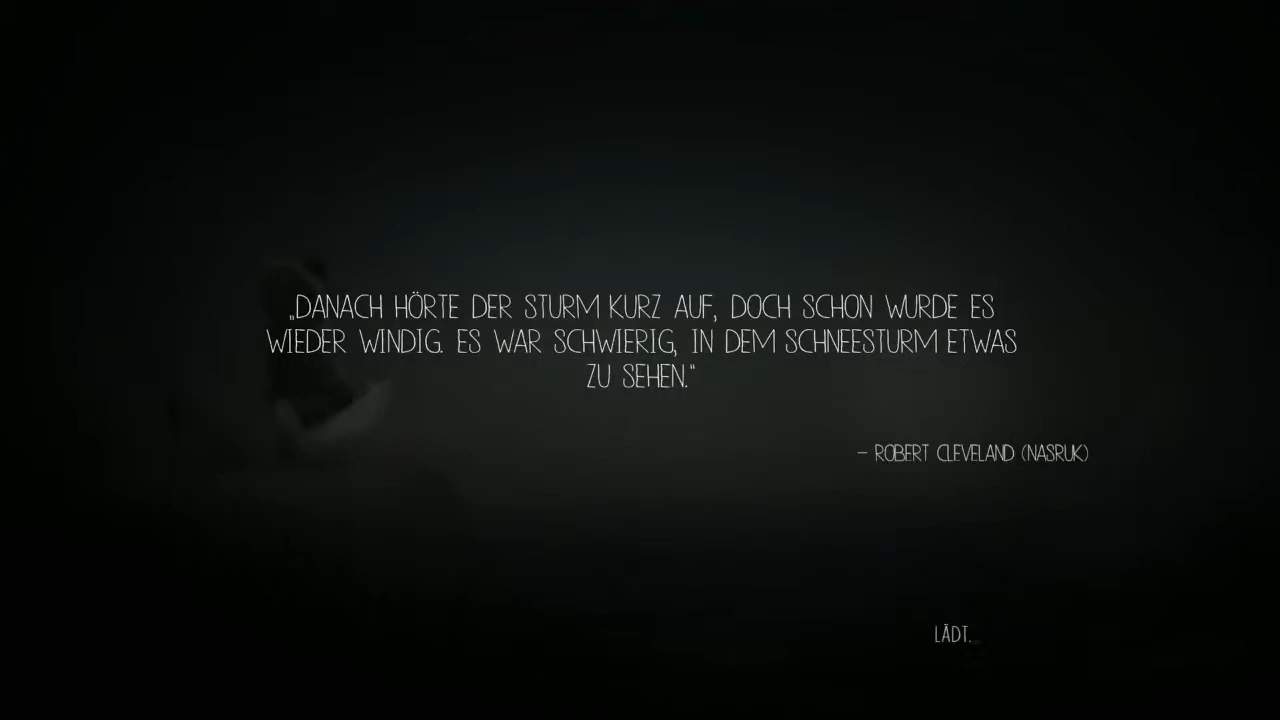 „DANACH HÖRTE DER STURM KURZ AUF, DOCH SCHON WURDE ES
WIEDER WINDIG. ES WAR SCHWIERIG, IN DEM SCHNEESTURM ETWAS
ZU SEHEN.“
– ROBERT CLEVELAND (NASRUK)
LÄDT...